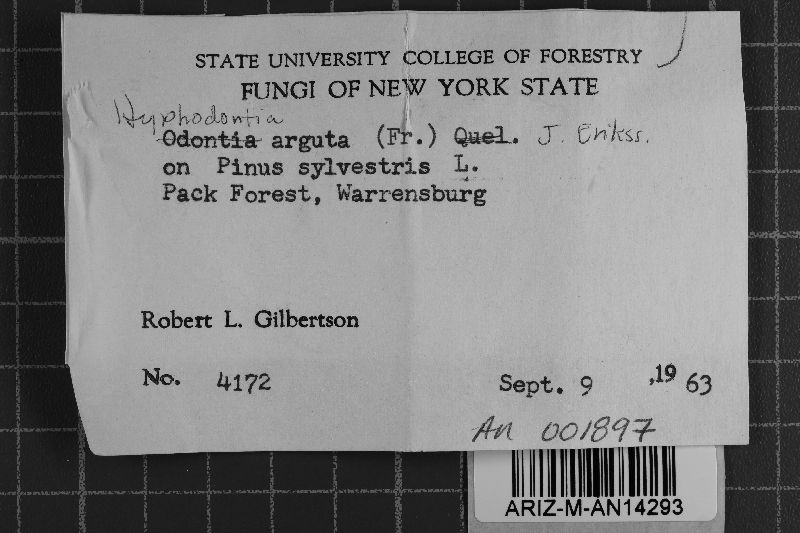 STATE UNIVERSITY COLLEGE OF FORESTRY
FUNGI OF NEW YORK STATE
Hyphodontia
Odontia arguta (Fr.) Quel. J. Erikss.
on Pinus sylvestris L.
Pack Forest, Warrensburg
Robert L. Gilbertson
No. 4172
Sept. 9 ,19 63
AN 001897
ARIZ-M-AN14293